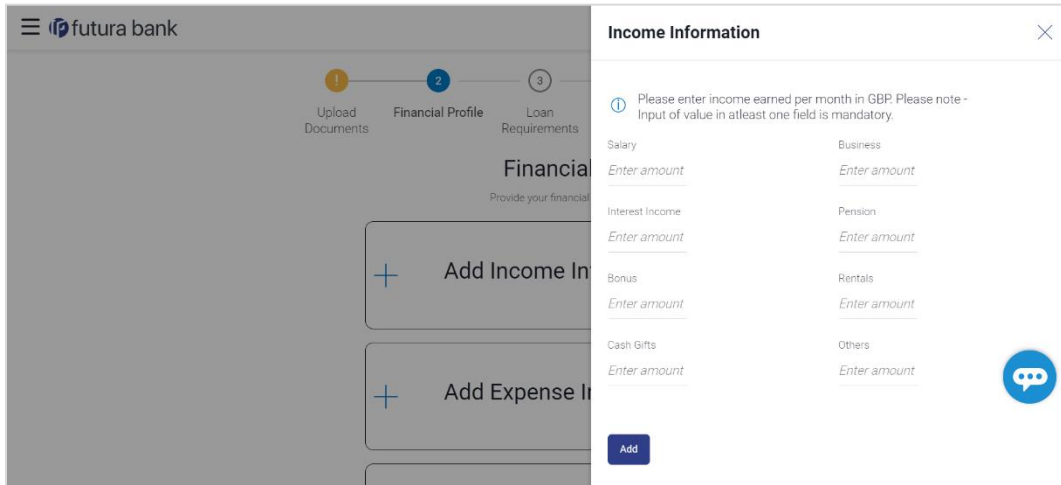 futura bank
Income Information
!
2
3
Upload
Documents
Financial Profile
Loan
Requirements
Financial
Provide your financial
Add Income In
Add Expense I
Please enter income earned per month in GBP. Please note -
Input of value in atleast one field is mandatory.
Salary
Business
Enter amount
Enter amount
Interest Income
Pension
Enter amount
Enter amount
Bonus
Rentals
Enter amount
Enter amount
Cash Gifts
Others
Enter amount
Enter amount
Add